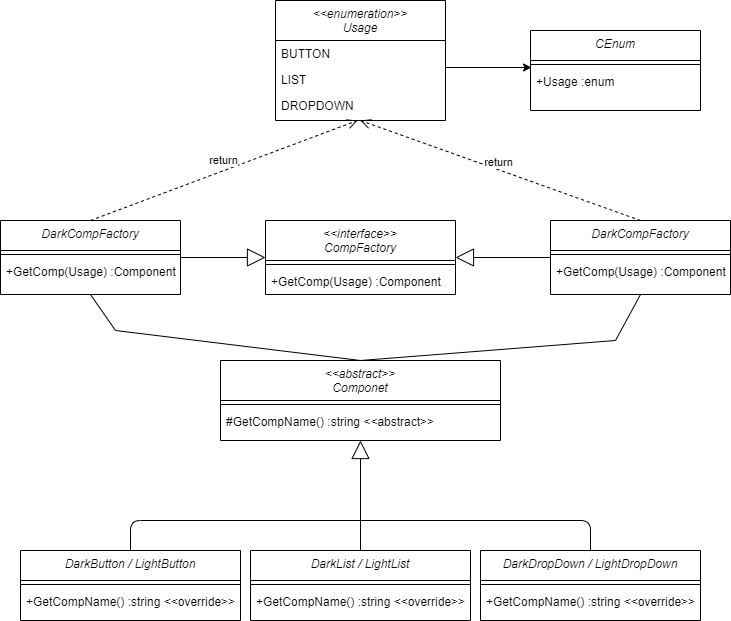 <<enumeration>>
Usage
BUTTON
LIST
DROPDOWN
CEnum
+Usage :enum
return
return
DarkCompFactory
+GetComp(Usage) :Component
<<interface>>
CompFactory
+GetComp(Usage) :Component
DarkCompFactory
+GetComp(Usage) :Component
<<abstract>>
Componet
#GetCompName() :string <<abstract>>
DarkButton / LightButton
+GetCompName() :string <<override>>
DarkList / LightList
+GetCompName() :string <<override>>
DarkDropDown / LightDropDown
+GetCompName() :string <<override>>